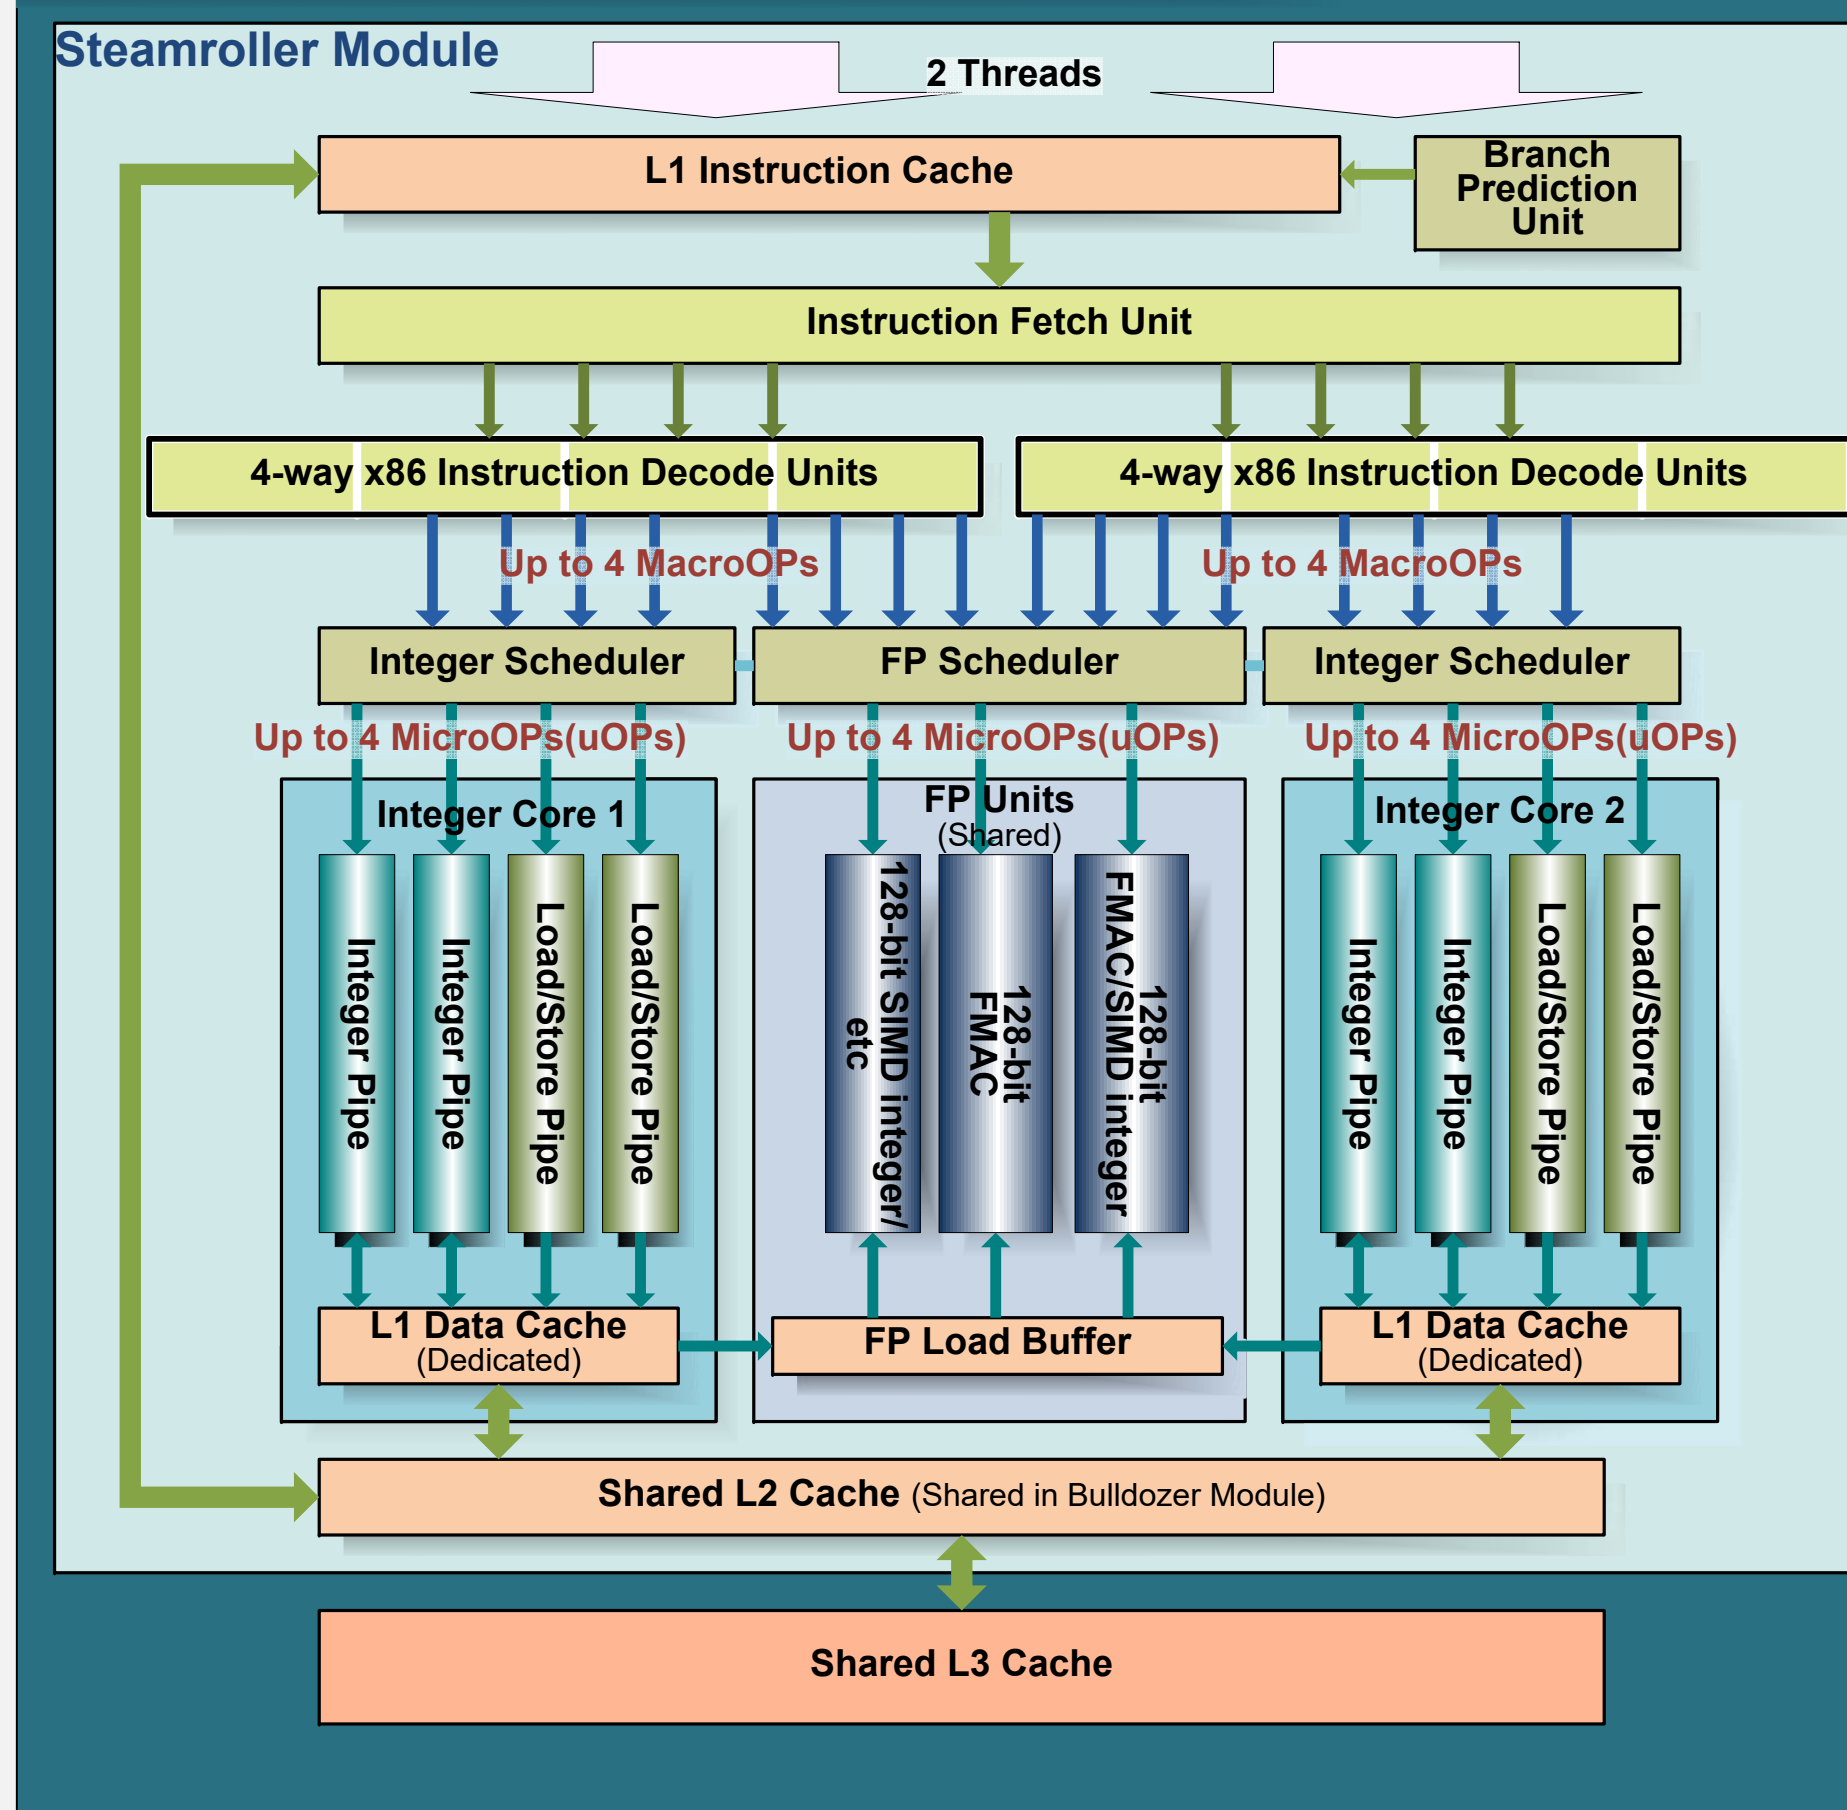 Steamroller Module
2 Threads
L1 Instruction Cache
Branch
Prediction
Unit
Instruction Fetch Unit
4-way x86 Instruction Decode Units
4-way x86 Instruction Decode Units
Up to 4 MacroOPs
Up to 4 MacroOPs
Integer Scheduler
FP Scheduler
Integer Scheduler
Up to 4 MicroOPs(uOPs)
Up to 4 MicroOPs(uOPs)
Up to 4 MicroOPs(uOPs)
Integer Core 1
FP Units
(Shared)
Integer Core 2
Integer Pipe
Integer Pipe
Load/Store Pipe
Load/Store Pipe
128-bit SIMD integer/
etc
128-bit
FMAC
128-bit
FMAC/SIMD integer
Integer Pipe
Integer Pipe
Load/Store Pipe
Load/Store Pipe
L1 Data Cache
(Dedicated)
FP Load Buffer
L1 Data Cache
(Dedicated)
Shared L2 Cache (Shared in Bulldozer Module)
Shared L3 Cache